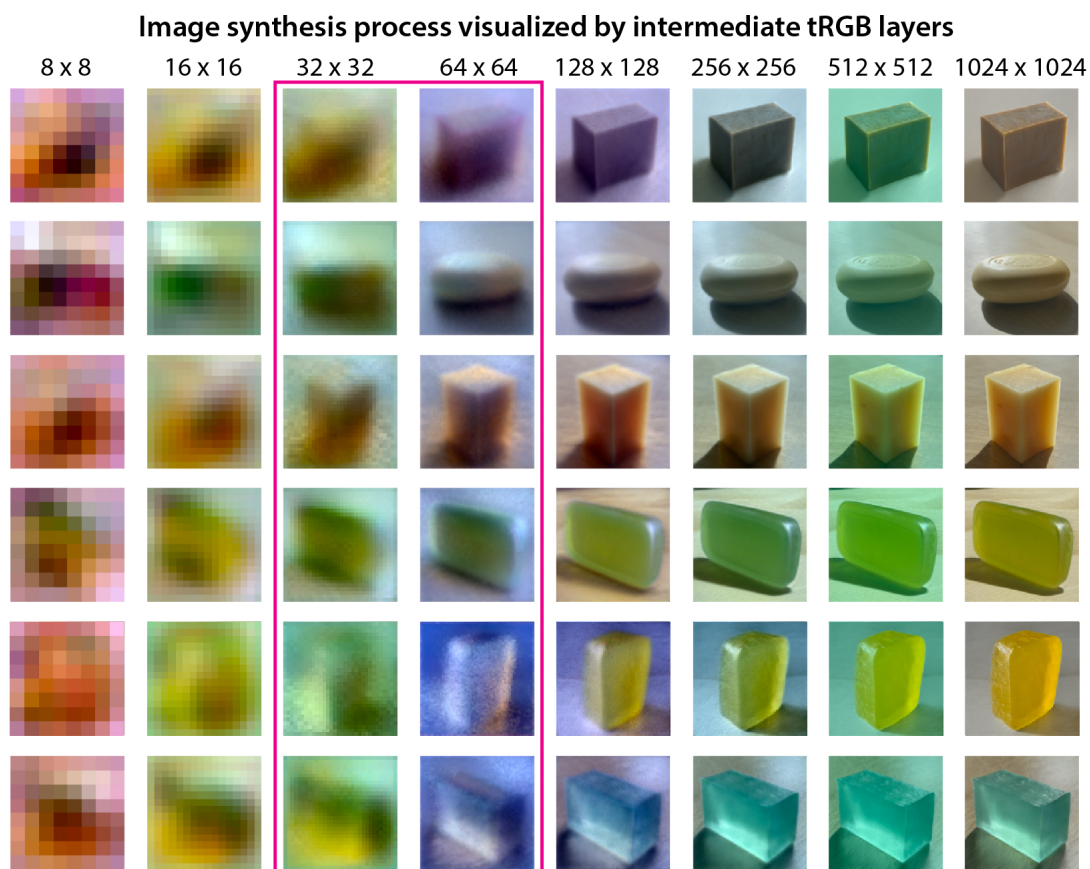 Image synthesis process visualized by intermediate tRGB layers
8 x 8 16 x 16 32 x 32 64 x 64 128 x 128 256 x 256 512 x 512 1024 x 1024